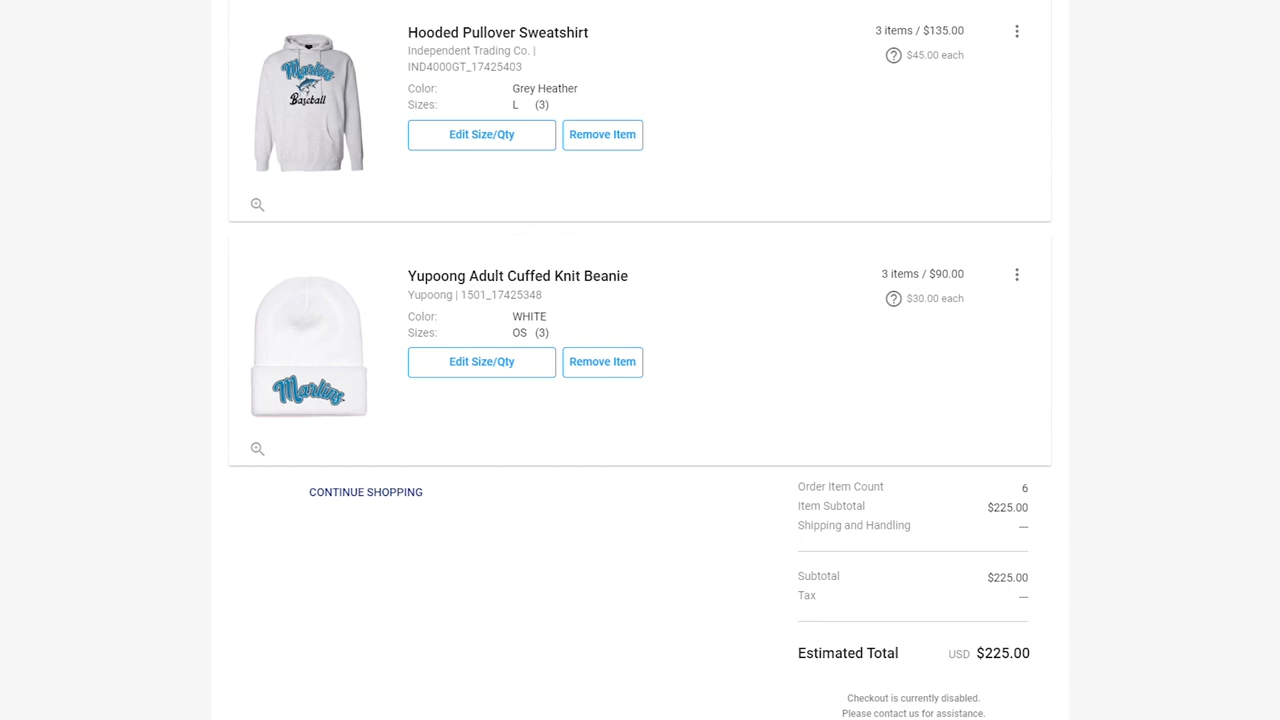 Hooded Pullover Sweatshirt
Independent Trading Co. |
IND4000GT_17425403
Color: Grey Heather
Sizes: L (3)
Edit Size/Qty Remove Item
3 items / $135.00
$45.00 each
Marlins
Baseball
Yupoong Adult Cuffed Knit Beanie
Yupoong | 1501_17425348
Color: WHITE
Sizes: OS (3)
Edit Size/Qty Remove Item
3 items / $90.00
$30.00 each
Marlins
CONTINUE SHOPPING
Order Item Count 6
Item Subtotal $225.00
Shipping and Handling ---
Subtotal $225.00
Tax ---
Estimated Total USD $225.00
Checkout is currently disabled.
Please contact us for assistance.